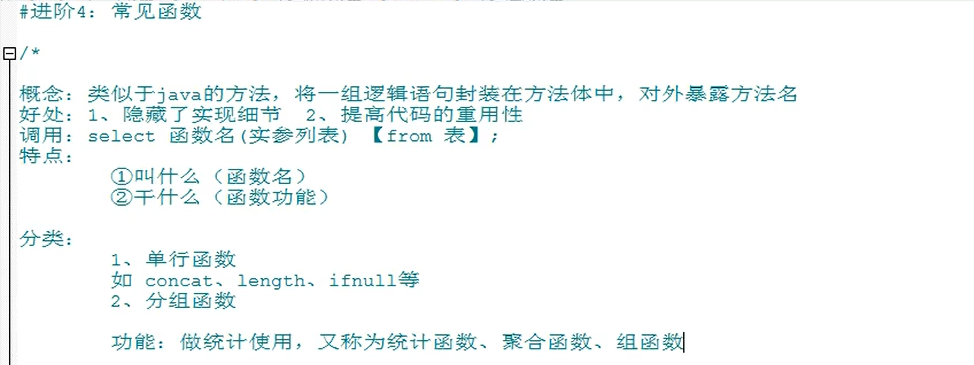 #进阶4：常见函数
/*
概念：类似于java的方法，将一组逻辑语句封装在方法体中，对外暴露方法名
好处：1、隐藏了实现细节 2、提高代码的重用性
调用：select 函数名(实参列表) 【from 表】;
特点：
①叫什么（函数名）
②干什么（函数功能）
分类：
1、单行函数
如 concat、length、ifnull等
2、分组函数
功能：做统计使用，又称为统计函数、聚合函数、组函数